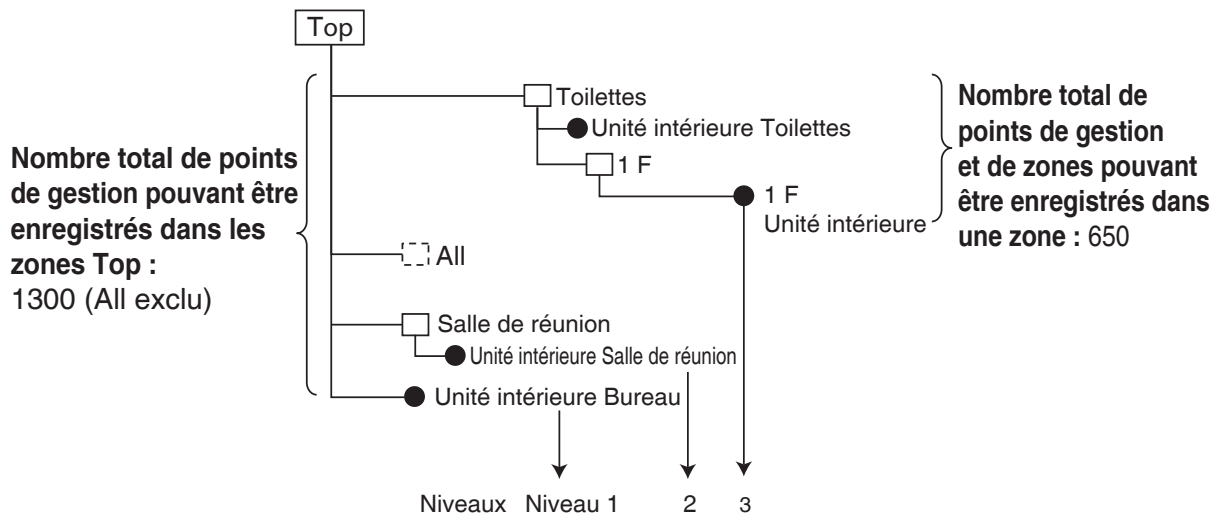 Top
Toilettes
Unité intérieure Toilettes
1 F
1 F
Unité intérieure
All
Salle de réunion
Unité intérieure Salle de réunion
Unité intérieure Bureau
Niveaux Niveau 1 2 3
Nombre total de points
de gestion pouvant être
enregistrés dans les
zones Top :
1300 (All exclu)
Nombre total de
points de gestion
et de zones pouvant
être enregistrés dans
une zone : 650